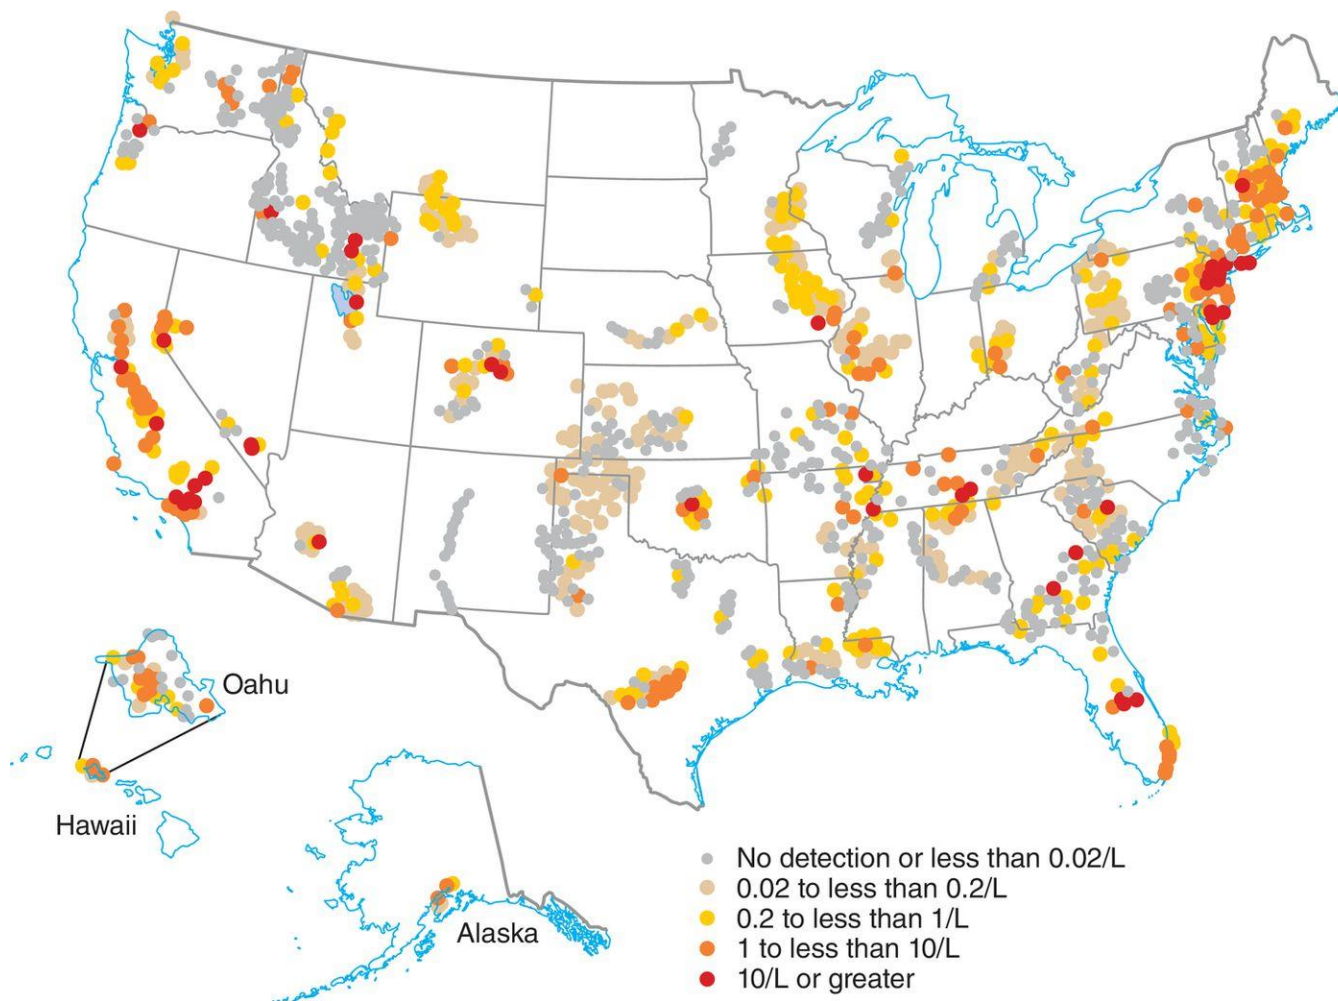 Oahu
Hawaii
Alaska
No detection or less than 0.02/L
0.02 to less than 0.2/L
0.2 to less than 1/L
1 to less than 10/L
10/L or greater